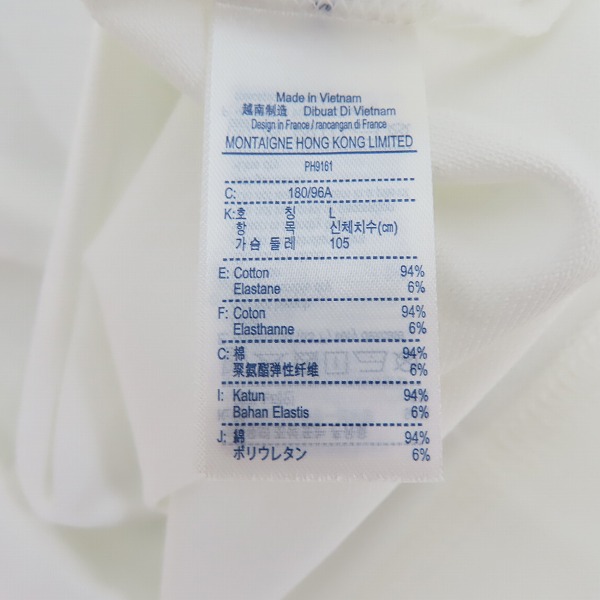 Made in Vietnam
越南制造 Dibuat Di Vietnam
Design in France / rancangan di France
MONTAIGNE HONG KONG LIMITED
PH9161
C: 180/96A
K:호 칭 L
항 목 신체치수(cm)
가슴 둘레 105
E: Cotton 94%
Elastane 6%
F: Coton 94%
Elasthanne 6%
C: 棉 94%
聚氨酯弹性纤维 6%
I: Katun 94%
Bahan Elastis 6%
J: 綿 94%
ポリウレタン 6%